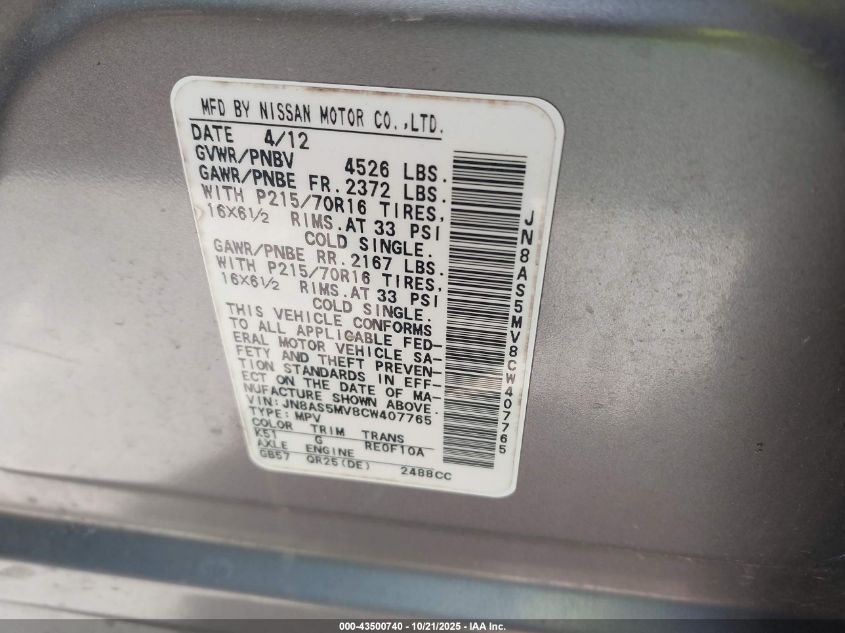 MFD BY NISSAN MOTOR CO.,LTD.
DATE 4/12
GVWR/PNBV 4526 LBS.
GAWR/PNBE FR. 2372 LBS.
WITH P215/70R16 TIRES,
16X6½ RIMS. AT 33 PSI
COLD SINGLE.
GAWR/PNBE RR. 2167 LBS.
WITH P215/70R16 TIRES,
16X6½ RIMS. AT 33 PSI
COLD SINGLE.
THIS VEHICLE CONFORMS
TO ALL APPLICABLE FED-
ERAL MOTOR VEHICLE SA-
FETY AND THEFT PREVEN-
TION STANDARDS IN EFF-
ECT ON THE DATE OF MA-
NUFACTURE SHOWN ABOVE.
VIN: JN8AS5MV8CW407765
TYPE: MPV
COLOR TRIM TRANS
K51 G RE0F10A
AXLE ENGINE
GB57 QR25(DE) 2488CC
JN8AS5MV8CW407765
000-43500740 - 10/21/2025 - IAA Inc.